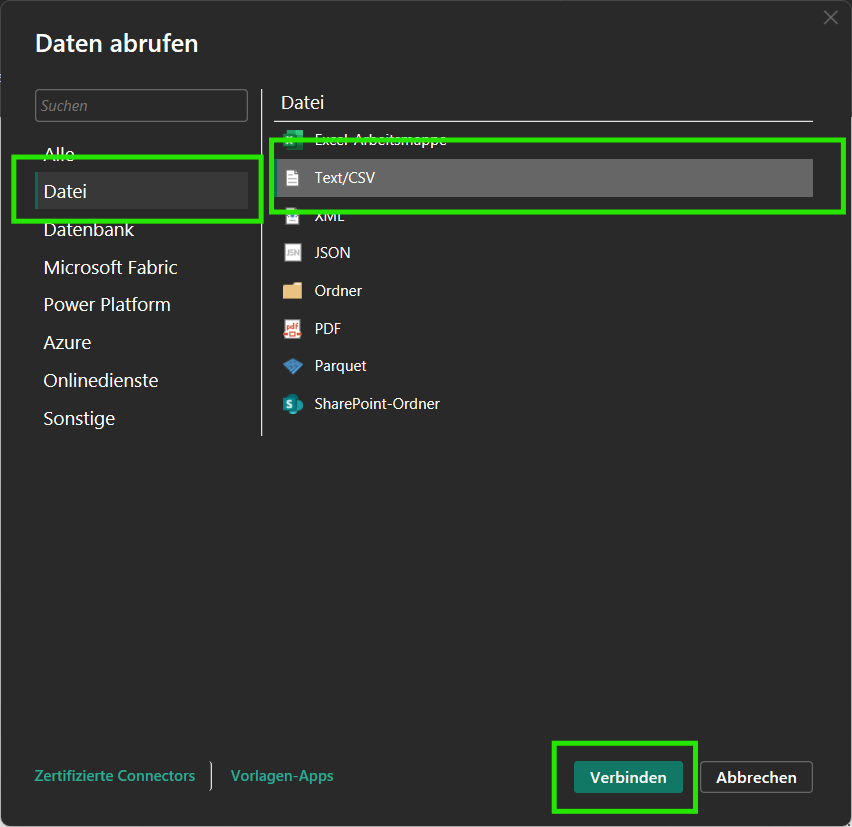 Daten abrufen
Suchen
Alle
Datei
Datenbank
Microsoft Fabric
Power Platform
Azure
Onlinedienste
Sonstige
Datei
Excel-Arbeitsmappe
Text/CSV
XML
JSON
Ordner
PDF
Parquet
SharePoint-Ordner
Zertifizierte Connectors
Vorlagen-Apps
Verbinden
Abbrechen